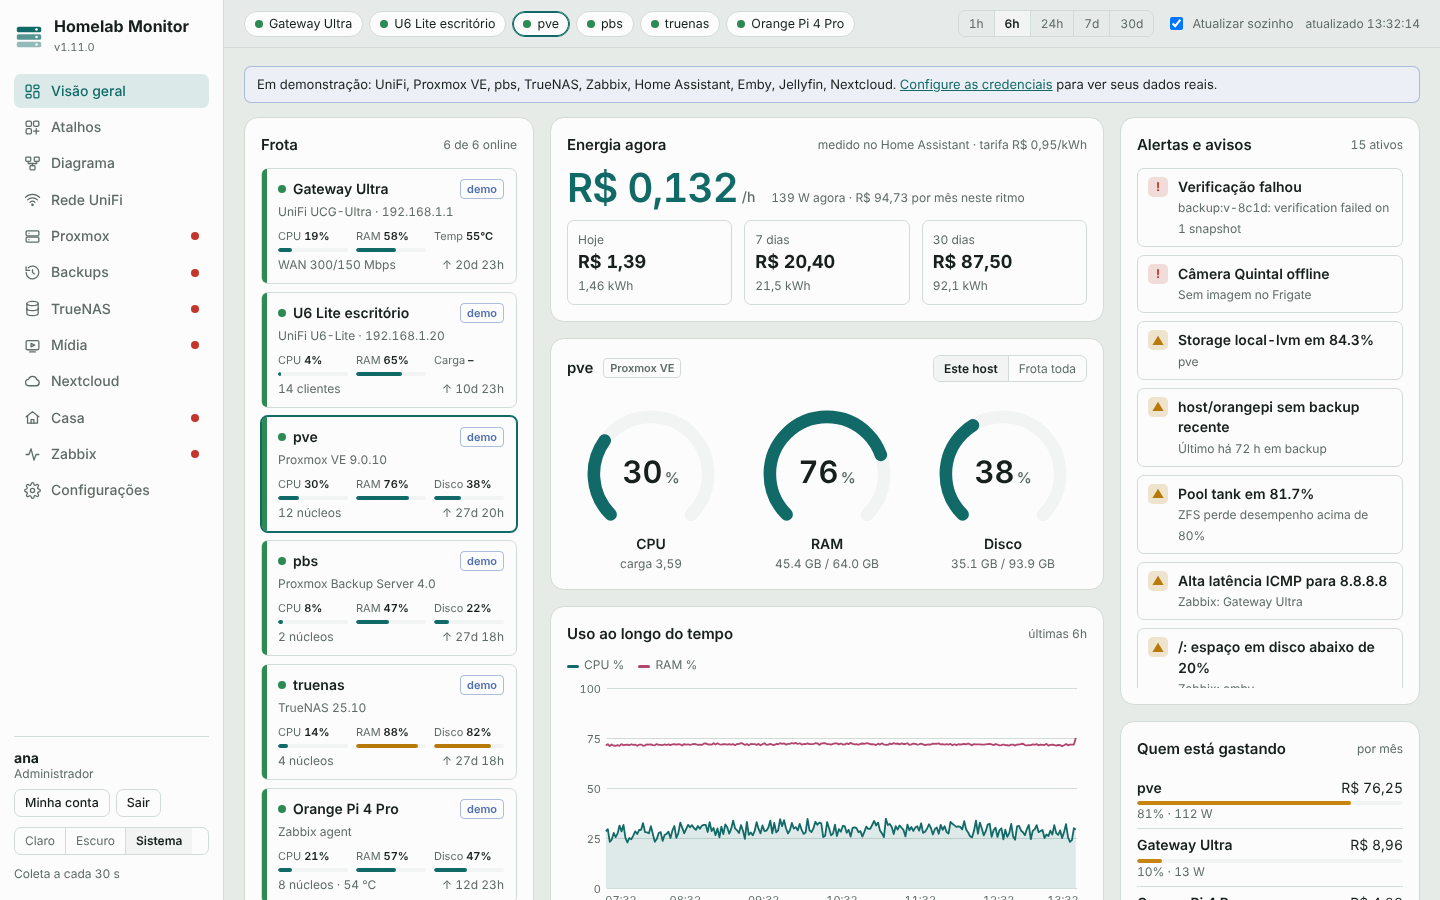 Homelab Monitor
v1.11.0
Visão geral
Atalhos
Diagrama
Rede UniFi
Proxmox
Backups
TrueNAS
Mídia
Nextcloud
Casa
Zabbix
Configurações
ana
Administrador
Minha conta Sair
Claro Escuro Sistema
Coleta a cada 30 s
Gateway Ultra U6 Lite escritório pve pbs truenas Orange Pi 4 Pro
1h 6h 24h 7d 30d Atualizar sozinho atualizado 13:32:14
Em demonstração: UniFi, Proxmox VE, pbs, TrueNAS, Zabbix, Home Assistant, Emby, Jellyfin, Nextcloud. Configure as credenciais para ver seus dados reais.
Frota 6 de 6 online
Gateway Ultra demo
UniFi UCG-Ultra · 192.168.1.1
CPU 19% RAM 58% Temp 55°C
WAN 300/150 Mbps ↑ 20d 23h
U6 Lite escritório demo
UniFi U6-Lite · 192.168.1.20
CPU 4% RAM 65% Carga –
14 clientes ↑ 10d 23h
pve demo
Proxmox VE 9.0.10
CPU 30% RAM 76% Disco 38%
12 núcleos ↑ 27d 20h
pbs demo
Proxmox Backup Server 4.0
CPU 8% RAM 47% Disco 22%
2 núcleos ↑ 27d 18h
truenas demo
TrueNAS 25.10
CPU 14% RAM 88% Disco 82%
4 núcleos ↑ 27d 18h
Orange Pi 4 Pro demo
Zabbix agent
CPU 21% RAM 57% Disco 47%
8 núcleos · 54 °C ↑ 12d 23h
Energia agora medido no Home Assistant · tarifa R$ 0,95/kWh
R$ 0,132 /h 139 W agora · R$ 94,73 por mês neste ritmo
Hoje
R$ 1,39
1,46 kWh
7 dias
R$ 20,40
21,5 kWh
30 dias
R$ 87,50
92,1 kWh
pve Proxmox VE Este host Frota toda
30 % 76 % 38 %
CPU RAM Disco
carga 3,59 45.4 GB / 64.0 GB 35.1 GB / 93.9 GB
Uso ao longo do tempo últimas 6h
CPU % RAM %
100
75
50
25
0
07:32 08:32 09:32 10:32 11:32 12:32 13:32
Alertas e avisos 15 ativos
! Verificação falhou
backup:v-8c1d: verification failed on
1 snapshot
! Câmera Quintal offline
Sem imagem no Frigate
Storage local-lvm em 84.3%
pve
host/orangepi sem backup
recente
Último há 72 h em backup
Pool tank em 81.7%
ZFS perde desempenho acima de
80%
Alta latência ICMP para 8.8.8.8
Zabbix: Gateway Ultra
/: espaço em disco abaixo de
20%
Quem está gastando por mês
pve R$ 76,25
81% · 112 W
Gateway Ultra R$ 8,96
10% · 13 W